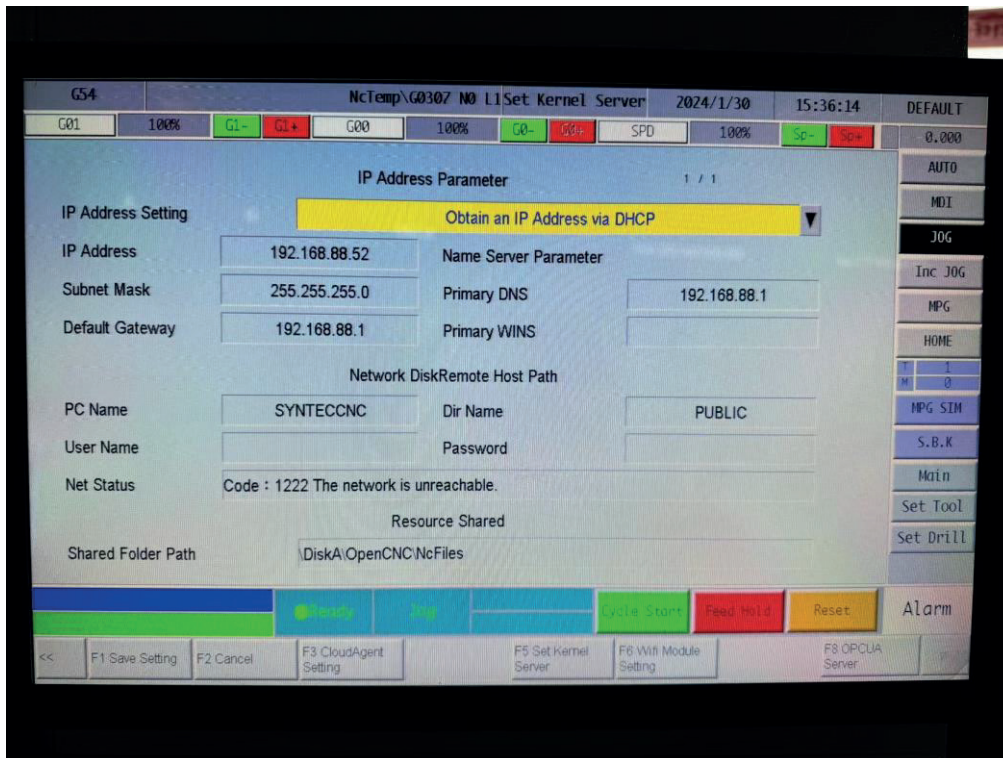 G54 NcTemp\G0307 N0 L1 Set Kernel Server 2024/1/30 15:36:14 DEFAULT
G01 100% G1- G1+ G00 100% G0- G0+ SPD 100% Sp- Sp+ 0.000
IP Address Parameter 1 / 1
AUTO
IP Address Setting Obtain an IP Address via DHCP ▼
MDI
JOG
IP Address 192.168.88.52 Name Server Parameter
Inc JOG
Subnet Mask 255.255.255.0 Primary DNS 192.168.88.1
MPG
Default Gateway 192.168.88.1 Primary WINS
HOME
Network DiskRemote Host Path
T 1
M 0
PC Name SYNTECCNC Dir Name PUBLIC
MPG SIM
User Name Password
S.B.K
Net Status Code : 1222 The network is unreachable.
Main
Resource Shared
Set Tool
Shared Folder Path \DiskA\OpenCNC\NcFiles
Set Drill
Ready Jog Cycle Start Feed Hold Reset Alarm
<< F1 Save Setting F2 Cancel F3 CloudAgent Setting F5 Set Kernel Server F6 Wifi Module Setting F8 OPCUA Server